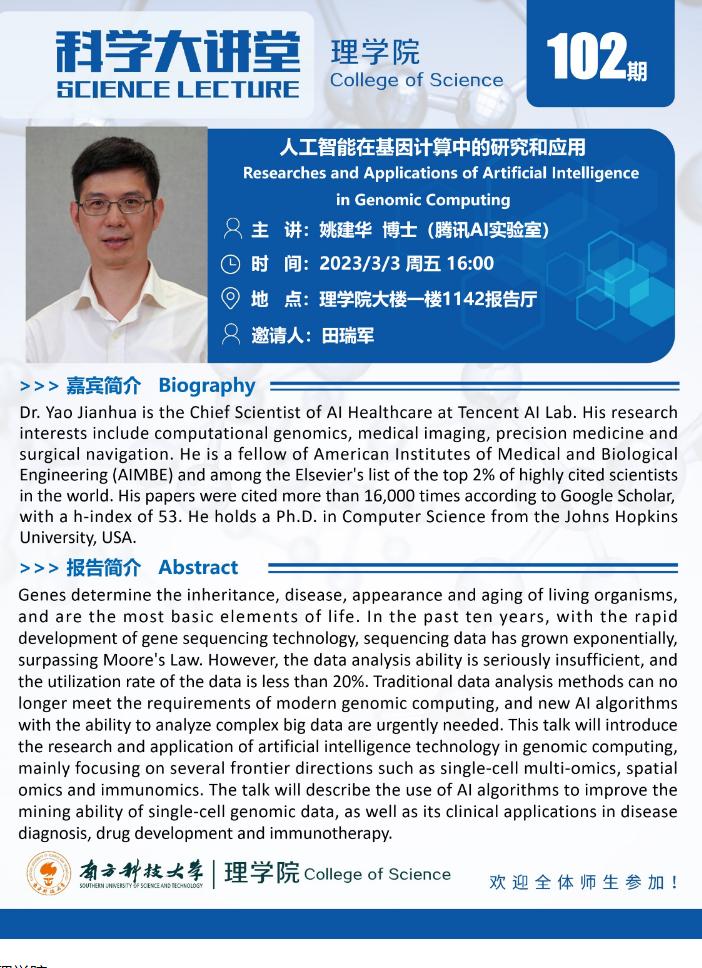 科学大讲堂
SCIENCE LECTURE
理学院
College of Science
102期
人工智能在基因计算中的研究和应用
Researches and Applications of Artificial Intelligence
in Genomic Computing
主 讲：姚建华 博士（腾讯AI实验室）
时 间：2023/3/3 周五 16:00
地 点：理学院大楼一楼1142报告厅
邀请人：田瑞军
>>> 嘉宾简介 Biography
Dr. Yao Jianhua is the Chief Scientist of AI Healthcare at Tencent AI Lab. His research
interests include computational genomics, medical imaging, precision medicine and
surgical navigation. He is a fellow of American Institutes of Medical and Biological
Engineering (AIMBE) and among the Elsevier's list of the top 2% of highly cited scientists
in the world. His papers were cited more than 16,000 times according to Google Scholar,
with a h-index of 53. He holds a Ph.D. in Computer Science from the Johns Hopkins
University, USA.
>>> 报告简介 Abstract
Genes determine the inheritance, disease, appearance and aging of living organisms,
and are the most basic elements of life. In the past ten years, with the rapid
development of gene sequencing technology, sequencing data has grown exponentially,
surpassing Moore's Law. However, the data analysis ability is seriously insufficient, and
the utilization rate of the data is less than 20%. Traditional data analysis methods can no
longer meet the requirements of modern genomic computing, and new AI algorithms
with the ability to analyze complex big data are urgently needed. This talk will introduce
the research and application of artificial intelligence technology in genomic computing,
mainly focusing on several frontier directions such as single-cell multi-omics, spatial
omics and immunomics. The talk will describe the use of AI algorithms to improve the
mining ability of single-cell genomic data, as well as its clinical applications in disease
diagnosis, drug development and immunotherapy.
南方科技大学
SOUTHERN UNIVERSITY OF SCIENCE AND TECHNOLOGY
理学院 College of Science
欢迎全体师生参加！